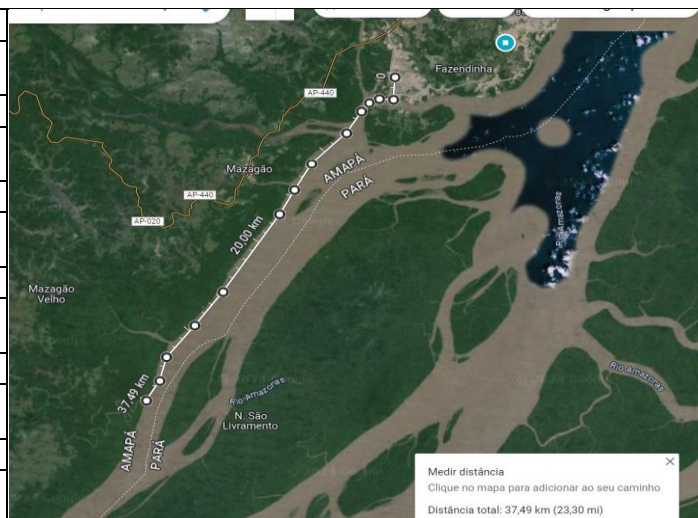 Fazendinha
0
AP-440
Mazagão
AMAPÁ
PARÁ
AP-440
AP-020
20,00 km
Rio Amazonas
Mazagão
Velho
37,49 km
Rio Amazonas
Rio Amazonas
N. São
Livramento
AMAPÁ
PARÁ
Medir distância
Clique no mapa para adicionar ao seu caminho
Distância total: 37,49 km (23,30 mi)